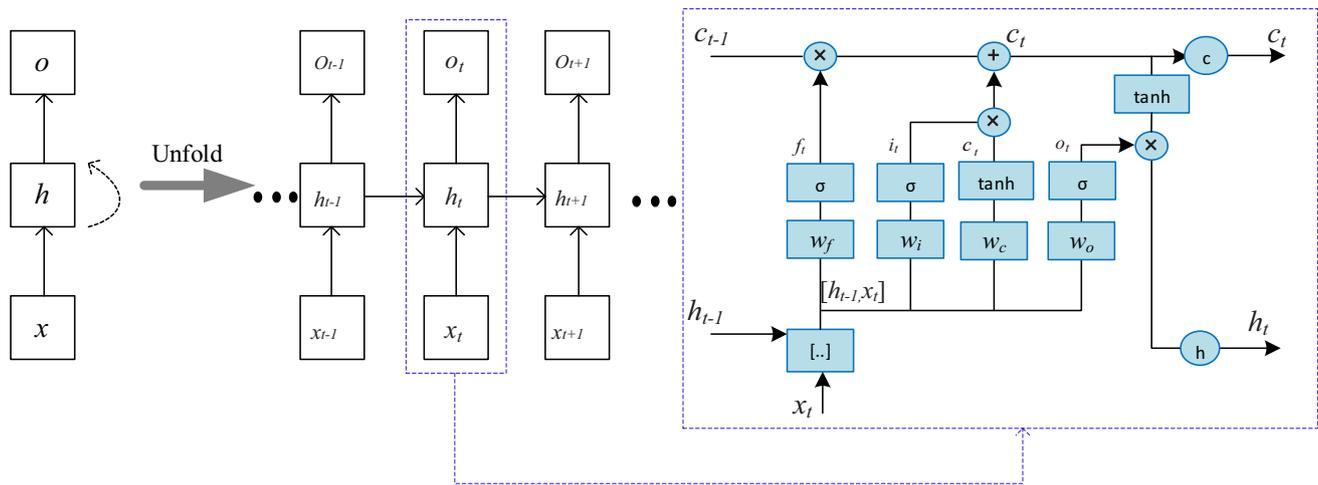 o
h
x
Unfold
•••
Ot-1
ht-1
xt-1
ot
ht
xt
Ot+1
ht+1
xt+1
•••
ct-1
×
+
ct
c
ct
tanh
×
ft
it
ct
ot
×
σ
σ
tanh
σ
wf
wi
wc
wo
[ht-1,xt]
ht-1
[..]
xt
h
ht